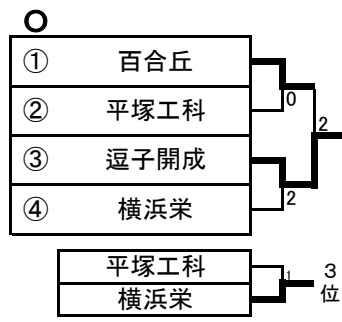 ○
① 百合丘
② 平塚工科
0
2
③ 逗子開成
④ 横浜栄
2
平塚工科
1
3位
横浜栄